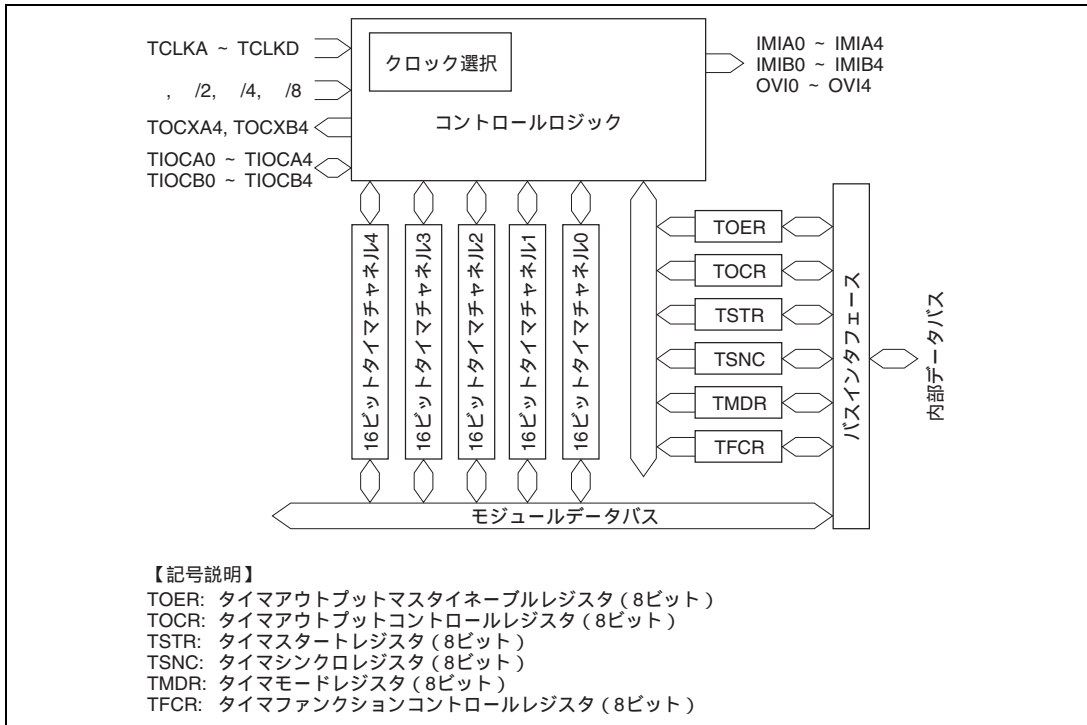 TCLKA ~ TCLKD
, /2, /4, /8
TOCXA4, TOCXB4
TIOCA0 ~ TIOCA4
TIOCB0 ~ TIOCB4
クロック選択
コントロールロジック
IMIA0 ~ IMIA4
IMIB0 ~ IMIB4
OVI0 ~ OVI4
16ビットタイマチャネル4
16ビットタイマチャネル3
16ビットタイマチャネル2
16ビットタイマチャネル1
16ビットタイマチャネル0
TOER
TOCR
TSTR
TSNC
TMDR
TFCR
バスインタフェース
内部データバス
モジュールデータバス
【記号説明】
TOER: タイマアウトプットマスタイネーブルレジスタ(8ビット)
TOCR: タイマアウトプットコントロールレジスタ(8ビット)
TSTR: タイマスタートレジスタ(8ビット)
TSNC: タイマシンクロレジスタ(8ビット)
TMDR: タイマモードレジスタ(8ビット)
TFCR: タイマファンクションコントロールレジスタ(8ビット)